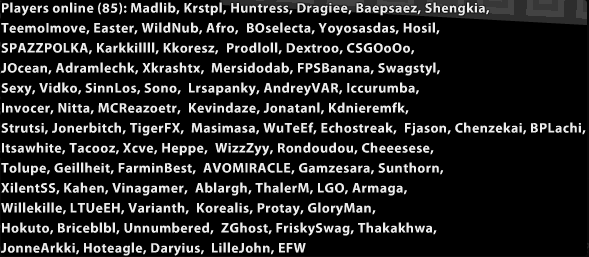 Players online (85): Madlib, Krstpl, Huntress, Dragiee, Baepsaez, Shengkia,
Teemolmove, Easter, WildNub, Afro, BOselecta, Yoyosasdas, Hosil,
SPAZZPOLKA, Karkkillll, Kkoresz, Prodloll, Dextroo, CSGOoOo,
JOcean, Adramlechk, Xkrashtx, Mersidodab, FPSBanana, Swagstyl,
Sexy, Vidko, SinnLos, Sono, Lrsapanky, AndreyVAR, Iccurumba,
Invocer, Nitta, MCReazoetr, Kevindaze, Jonatanl, Kdnieremfk,
Strutsi, Jonerbitch, TigerFX, Masimasa, WuTeEf, Echostreak, Fjason, Chenzekai, BPLachi,
Itsawhite, Tacooz, Xcve, Heppe, WizzZyy, Rondoudou, Cheeesese,
Tolupe, Geillheit, FarminBest, AVOMIRACLE, Gamzesara, Sunthorn,
XilentSS, Kahen, Vinagamer, Ablargh, ThalerM, LGO, Armaga,
Willekille, LTUeEH, Varianth, Korealis, Protay, GloryMan,
Hokuto, Briceblbl, Unnumbered, ZGhost, FriskySwag, Thakakhwa,
JonneArkki, Hoteagle, Daryius, LilleJohn, EFW